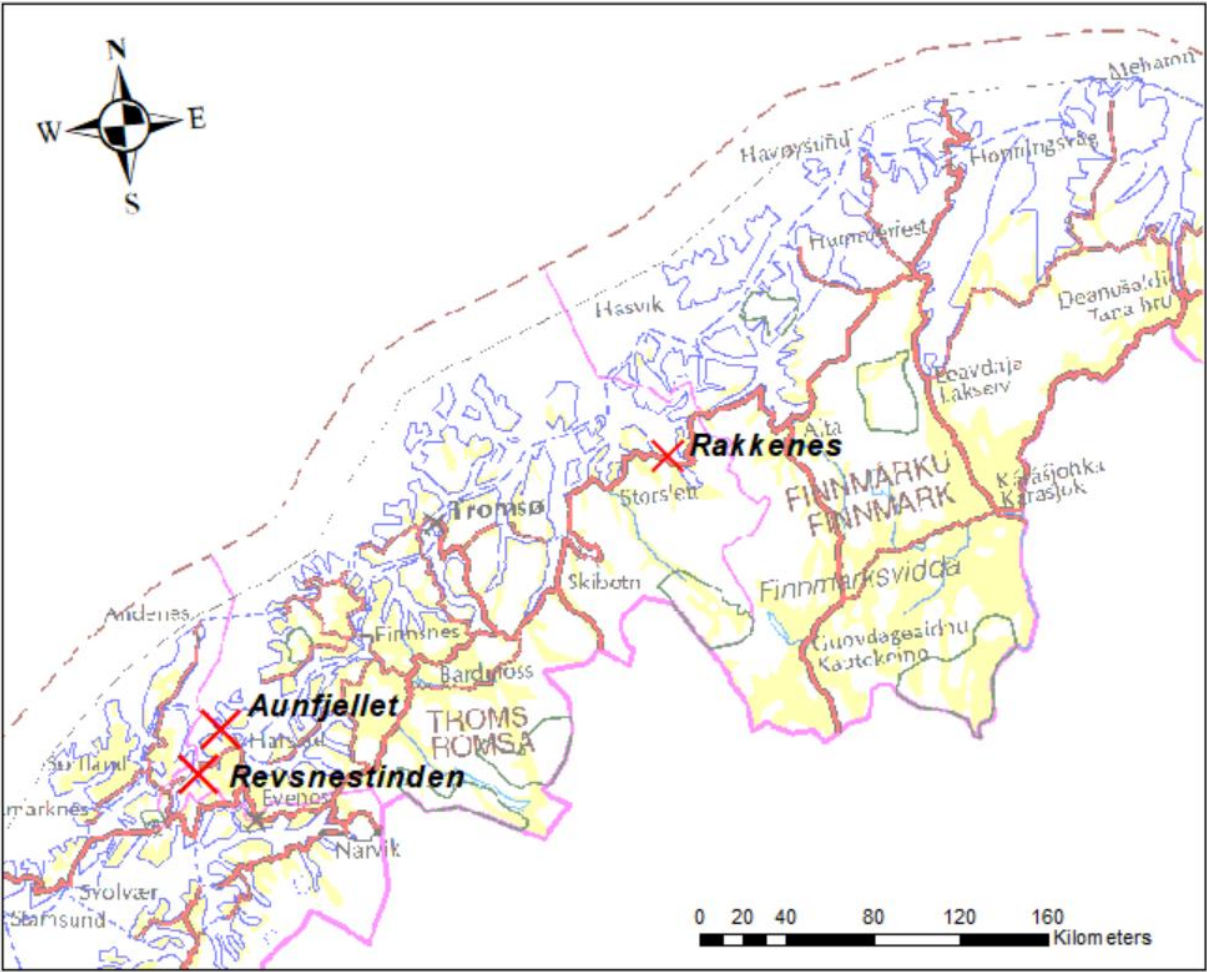 N
W E
S
Mehamn
Havøysund
Honningsvåg
Hammerfest
Hasvik
Deanušaldi
Tana bru
Leavdnja
Lakselv
Alta
Rakkenes
Storslett
FINNMARKU
FINNMARK
Kárášjohka
Karasjok
Tromsø
Skibotn
Finnmarksvidda
Andenes
Finnsnes
Guovdageaidnu
Kautokeino
Bardufoss
Aunfjellet
TROMS
ROMSA
Harstad
Sortland
Revsnestinden
Evenes
marknes
Narvik
Svolvær
Stamsund
0 20 40 80 120 160
Kilometers